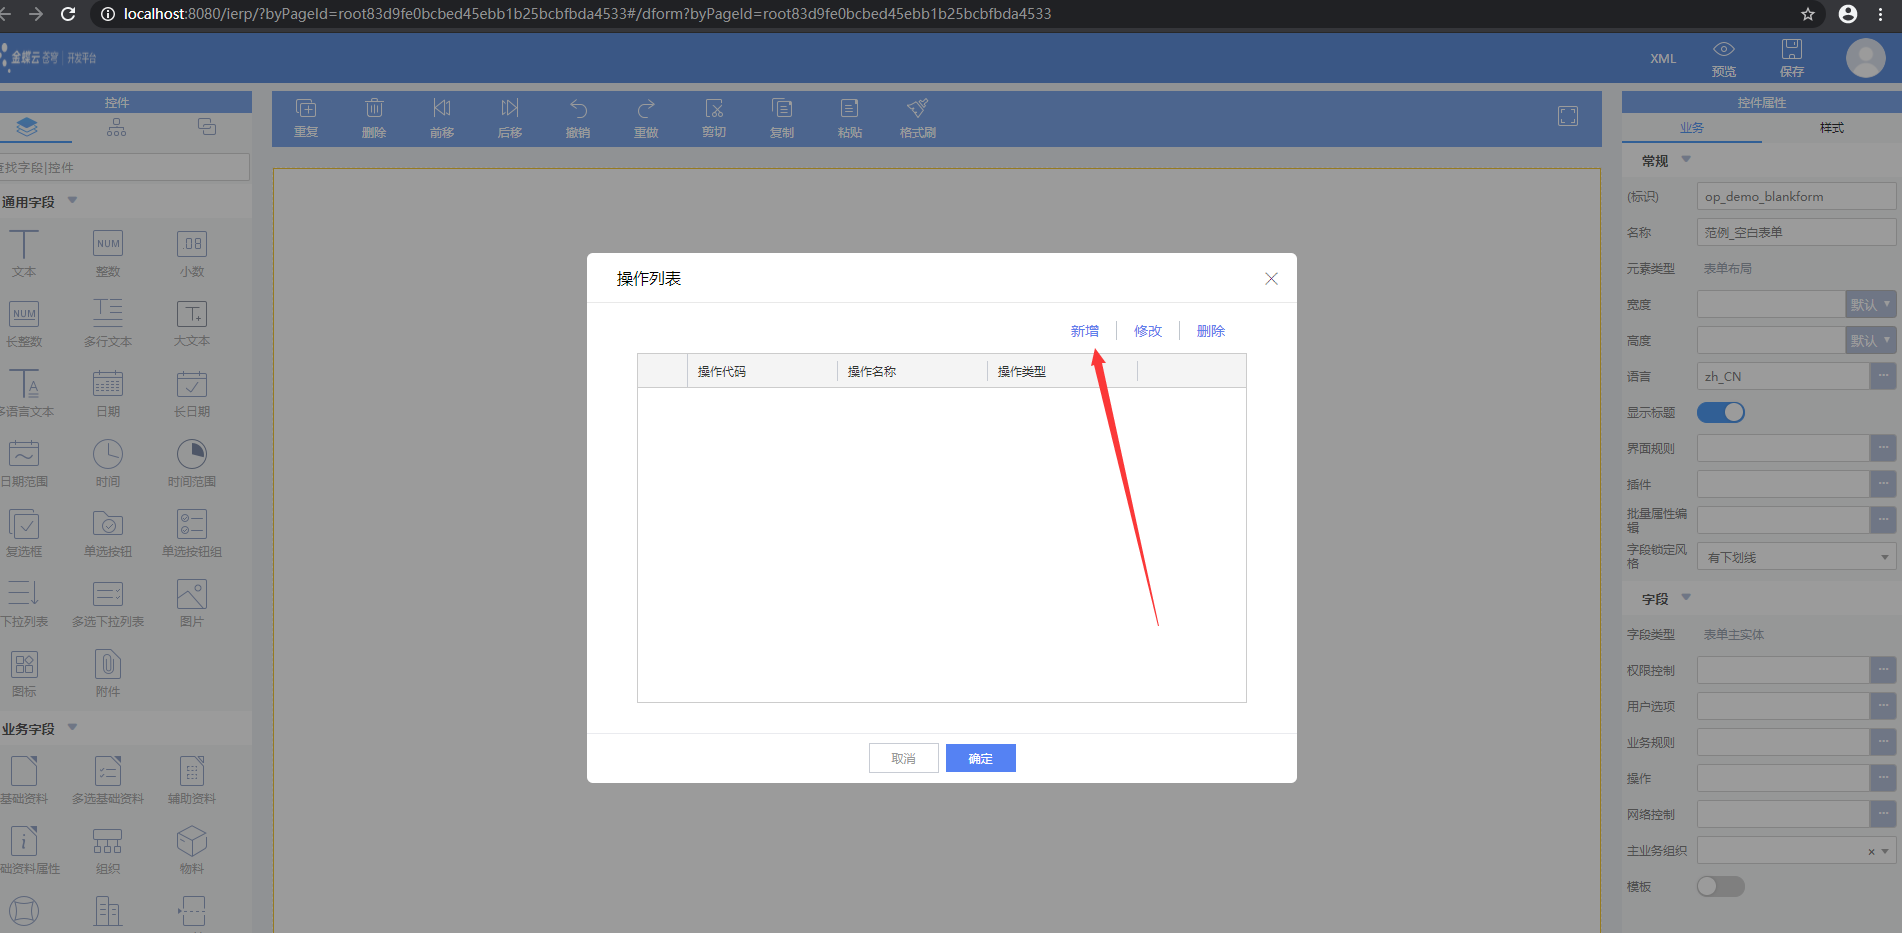 localhost:8080/ierp/?byPageId=root83d9fe0bcbed45ebb1b25bcbfbda4533#/dform?byPageId=root83d9fe0bcbed45ebb1b25bcbfbda4533
金蝶云 苍穹 | 开发平台
XML 预览 保存
控件
查找字段|控件
通用字段
文本 整数 小数
NUM .08
长整数 多行文本 大文本
NUM
多语言文本 日期 长日期
日期范围 时间 时间范围
复选框 单选按钮 单选按钮组
下拉列表 多选下拉列表 图片
图标 附件
业务字段
基础资料 多选基础资料 辅助资料
础资料属性 组织 物料
重复 删除 前移 后移 撤销 重做 剪切 复制 粘贴 格式刷
操作列表
新增 修改 删除
操作代码 操作名称 操作类型
取消 确定
控件属性
业务 样式
常规
(标识) op_demo_blankform
名称 范例_空白表单
元素类型 表单布局
宽度 默认
高度 默认
语言 zh_CN
显示标题
界面规则
插件
批量属性编
辑
字段锁定风
格
有下划线
字段
字段类型 表单主实体
权限控制
用户选项
业务规则
操作
网络控制
主业务组织
模板